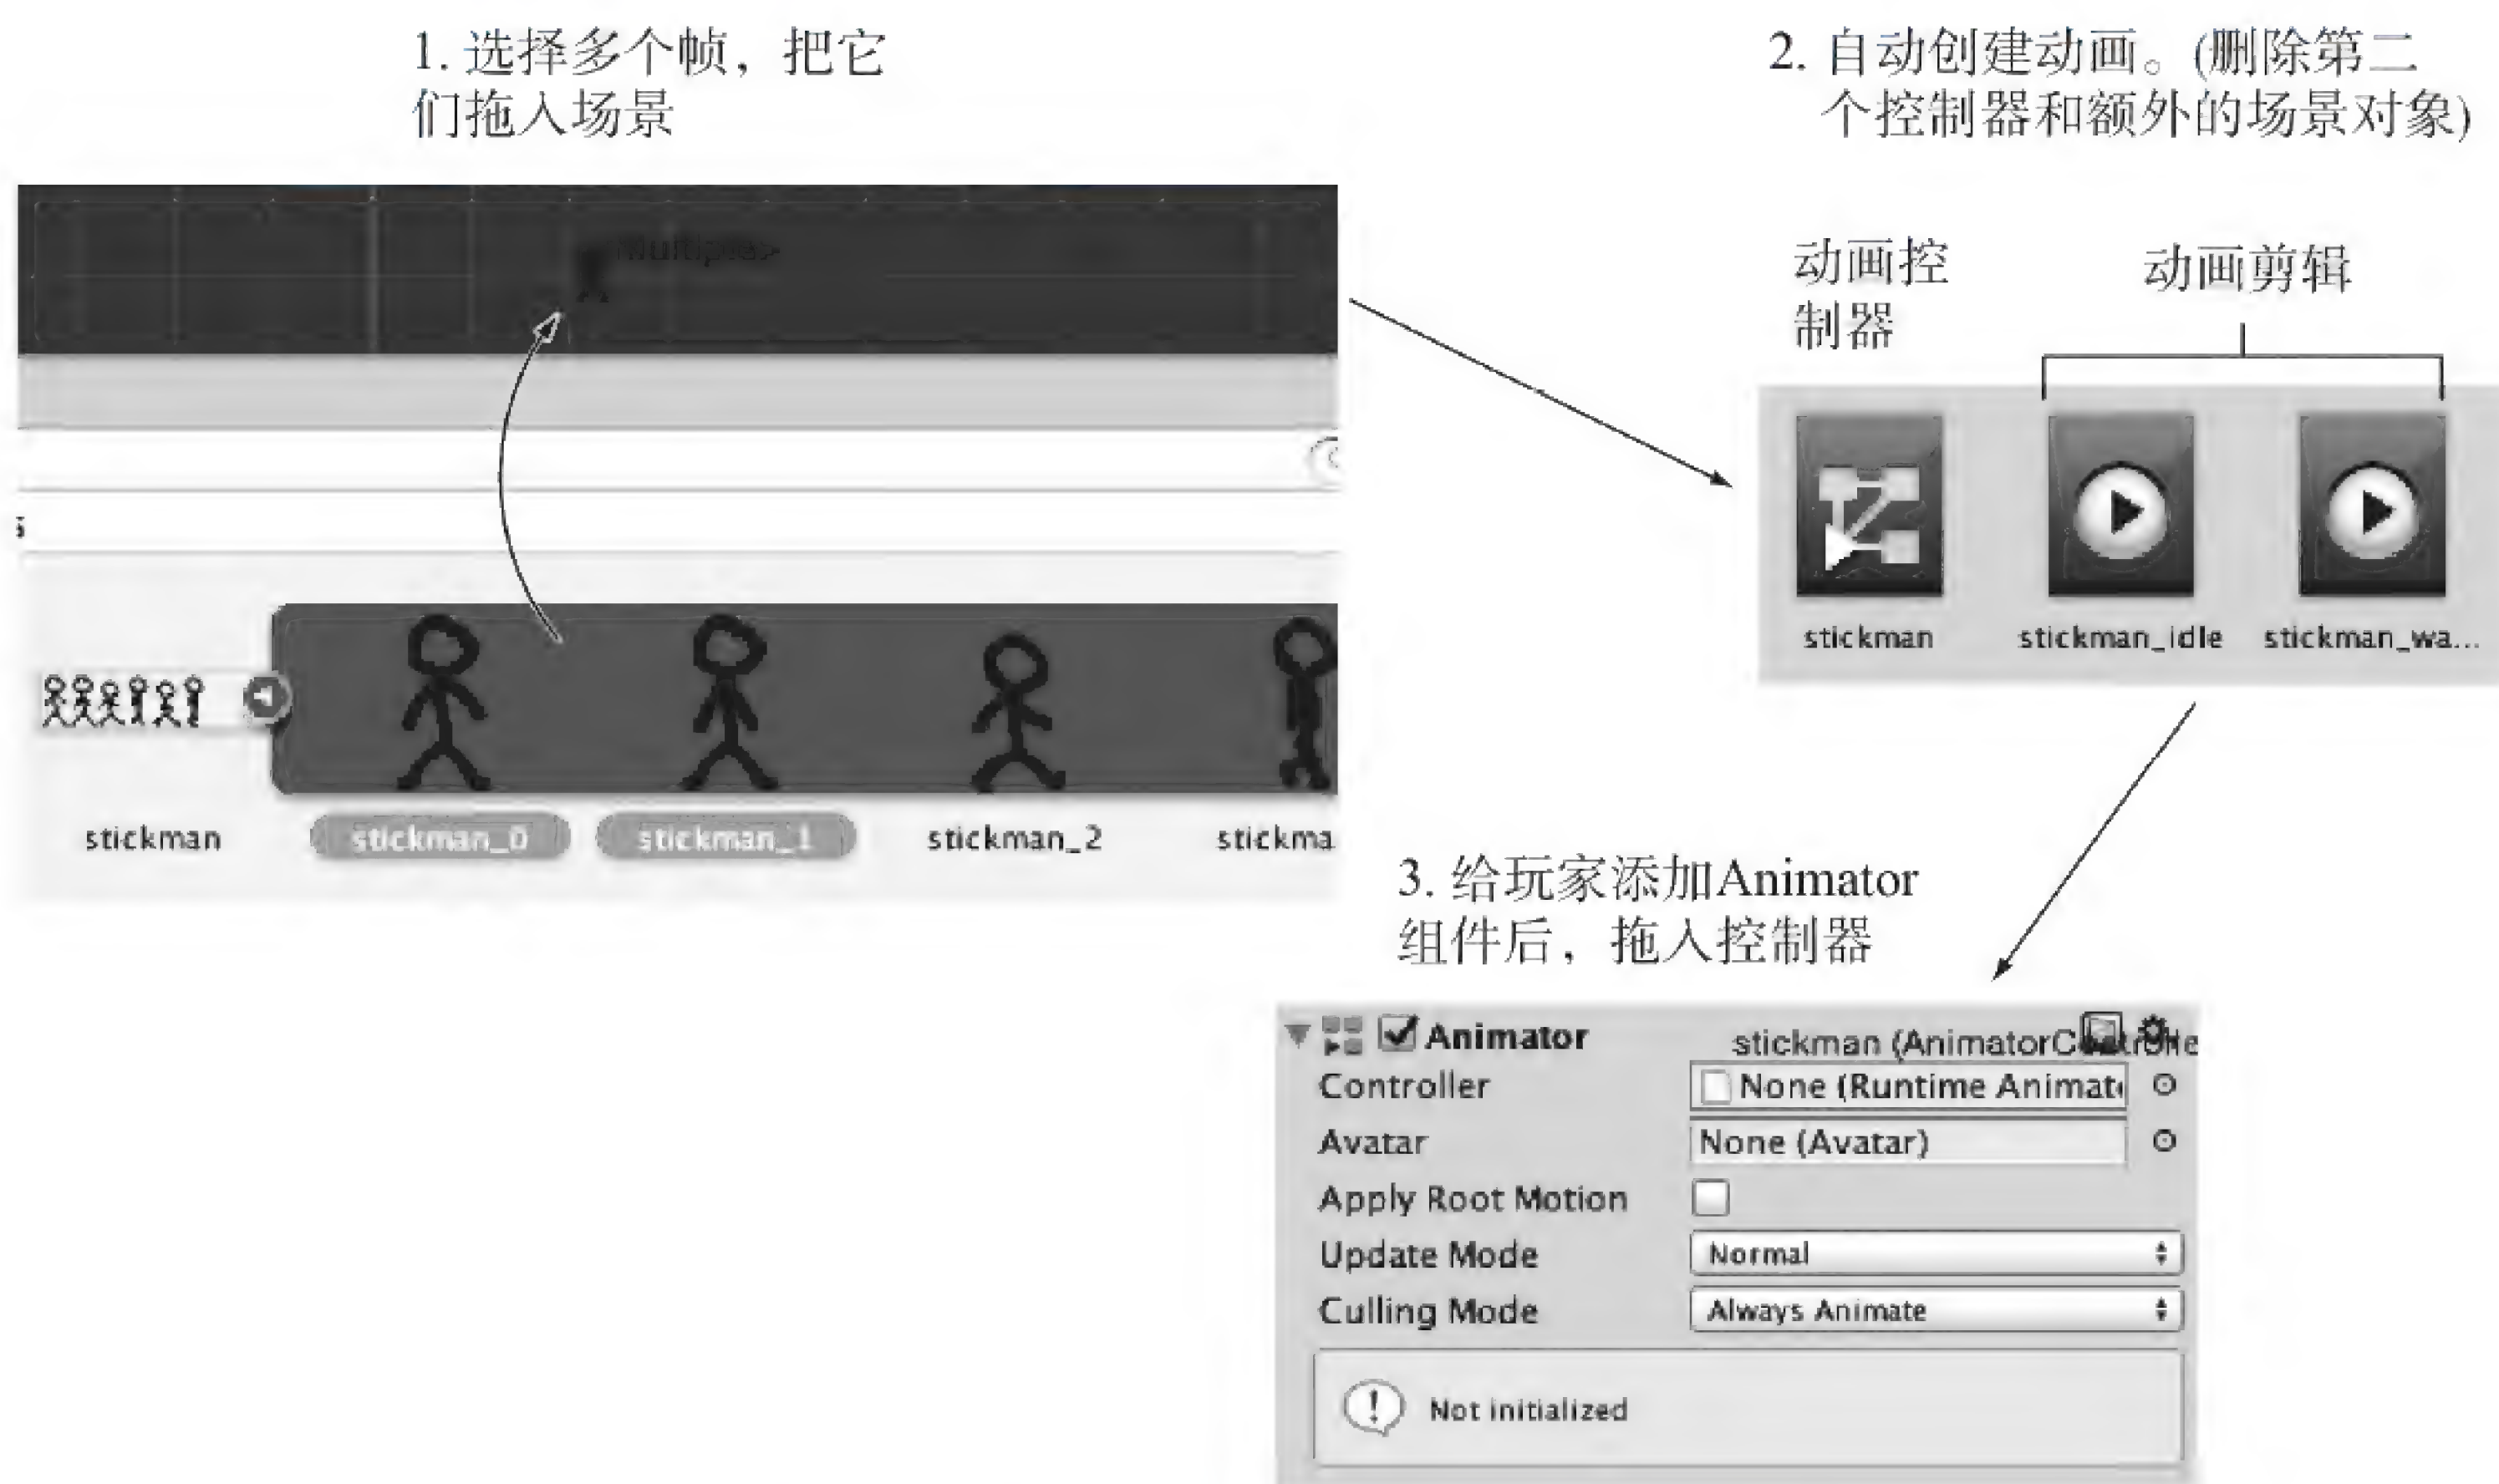 1. 选择多个帧，把它
们拖入场景
2. 自动创建动画。(删除第二
个控制器和额外的场景对象)
动画控
制器
动画剪辑
stickman
stickman_idle
stickman_wa...
s
stickman
stickman_0
stickman_1
stickman_2
stickma
3. 给玩家添加Animator
组件后，拖入控制器
Animator
stickman (AnimatorC
Controller
None (Runtime Animat
Avatar
None (Avatar)
Apply Root Motion
Update Mode
Normal
Culling Mode
Always Animate
Not initialized